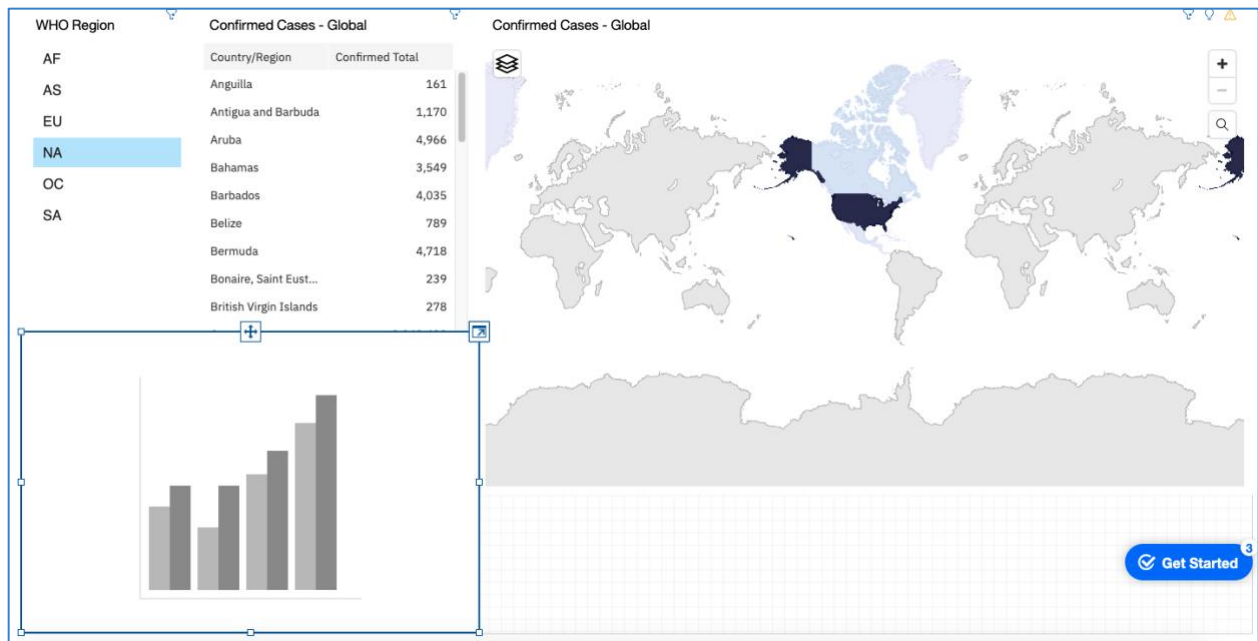 WHO Region
AF
AS
EU
NA
OC
SA
Confirmed Cases - Global
Country/Region Confirmed Total
Anguilla 161
Antigua and Barbuda 1,170
Aruba 4,966
Bahamas 3,549
Barbados 4,035
Belize 789
Bermuda 4,718
Bonaire, Saint Eust... 239
British Virgin Islands 278
Confirmed Cases - Global
3
Get Started